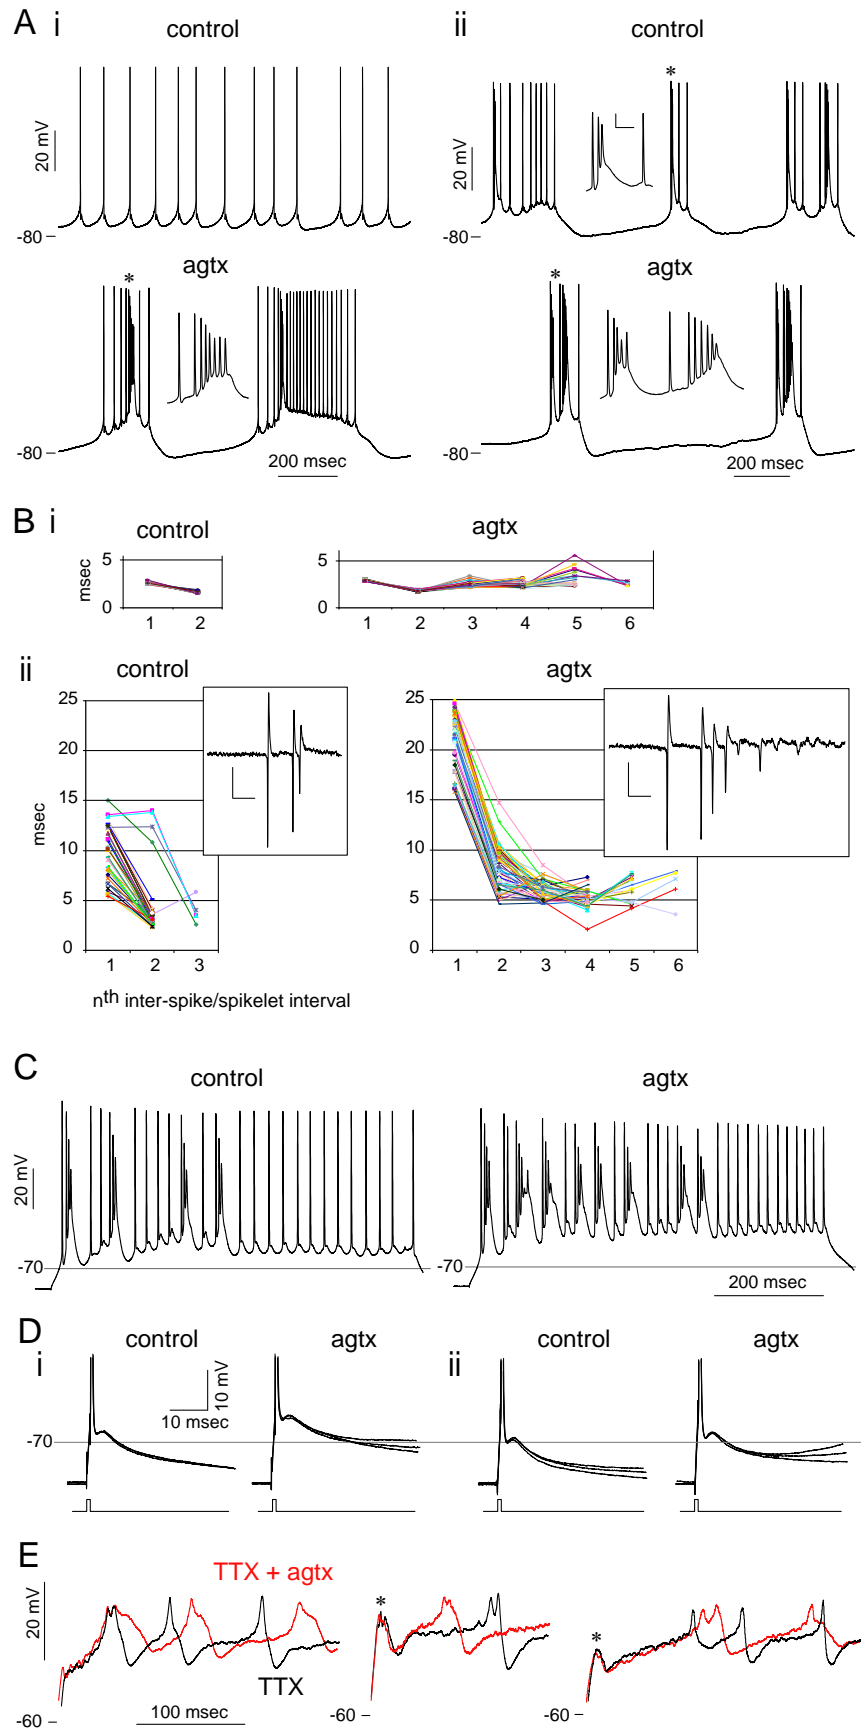 A i control ii control
*
20 mV
20 mV
-80
-80
agtx agtx
*
*
-80
-80
200 msec
200 msec
B i control agtx
msec
5
0
1 2
5
0
1 2 3 4 5 6
ii control agtx
msec
25
20
15
10
5
0
1 2 3
25
20
15
10
5
0
1 2 3 4 5 6
nth inter-spike/spikelet interval
C control agtx
20 mV
-70
-70
200 msec
D
i control agtx ii control agtx
10 mV
10 msec
-70
E
TTX + agtx
20 mV
*
*
TTX
-60
100 msec
-60
-60